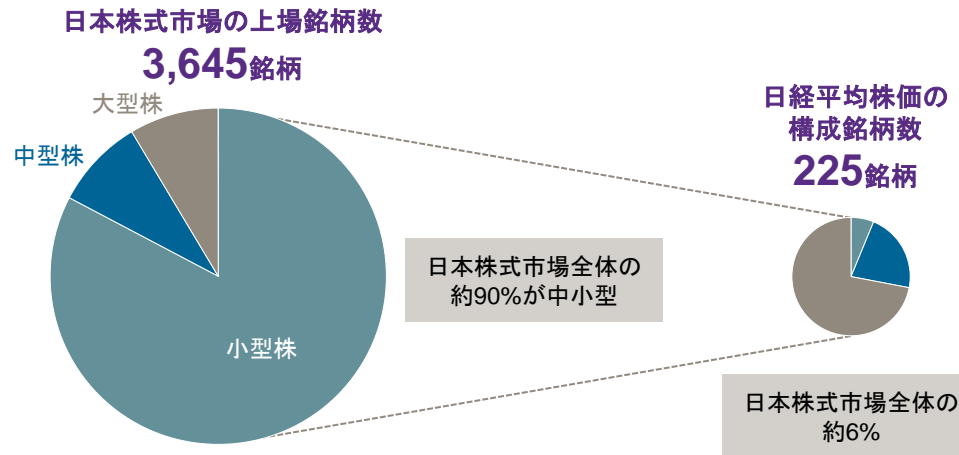 日本株式市場の上場銘柄数
3,645銘柄
大型株
中型株
小型株
日本株式市場全体の
約90%が中小型
日経平均株価の
構成銘柄数
225銘柄
日本株式市場全体の
約6%